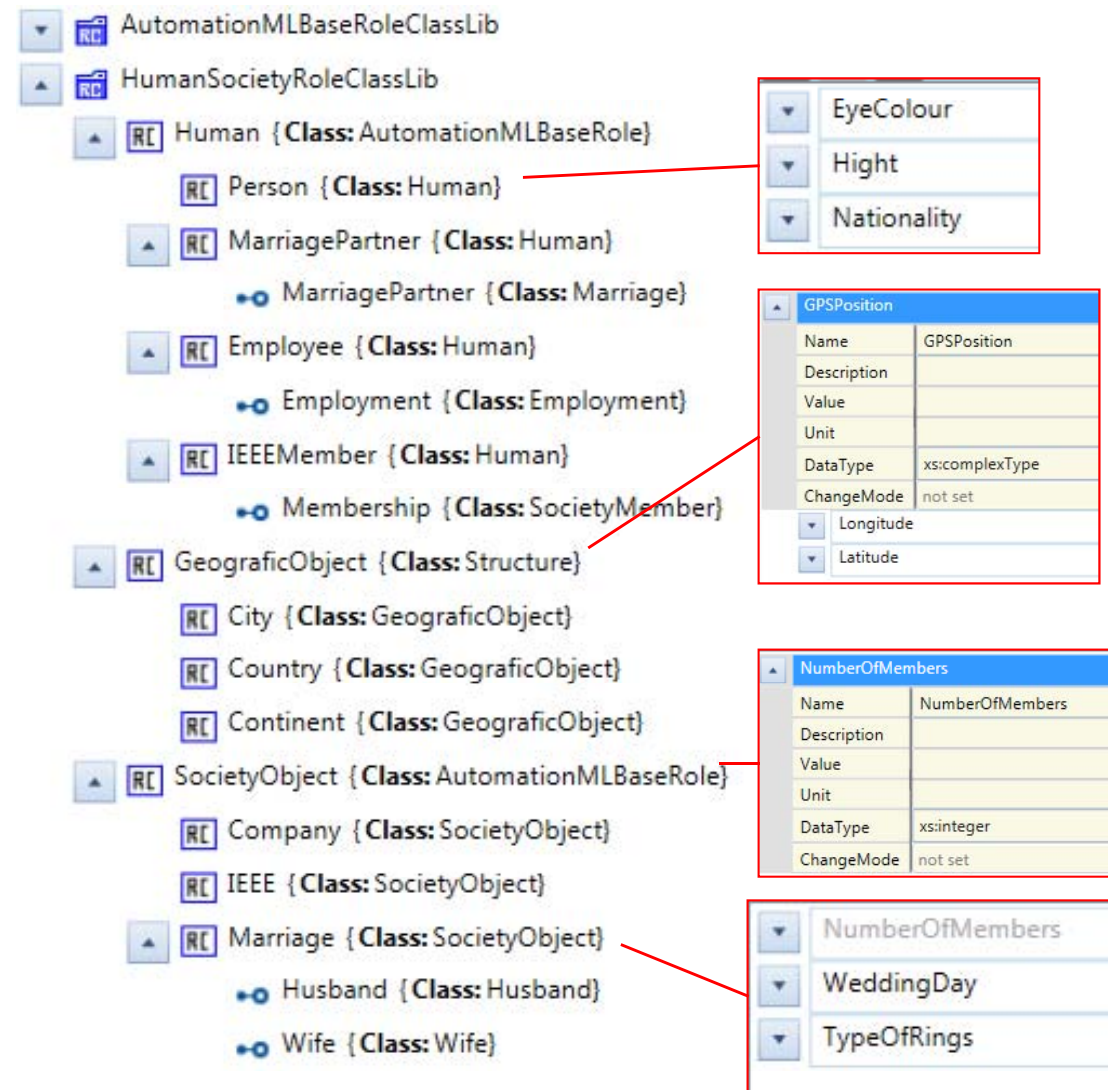 AutomationMLBaseRoleClassLib
HumanSocietyRoleClassLib
Human {Class: AutomationMLBaseRole}
Person {Class: Human}
MarriagePartner {Class: Human}
MarriagePartner {Class: Marriage}
Employee {Class: Human}
Employment {Class: Employment}
IEEEMember {Class: Human}
Membership {Class: SocietyMember}
GeograficObject {Class: Structure}
City {Class: GeograficObject}
Country {Class: GeograficObject}
Continent {Class: GeograficObject}
SocietyObject {Class: AutomationMLBaseRole}
Company {Class: SocietyObject}
IEEE {Class: SocietyObject}
Marriage {Class: SocietyObject}
Husband {Class: Husband}
Wife {Class: Wife}
EyeColour
Hight
Nationality
GPSPosition
Name GPSPosition
Description
Value
Unit
DataType xs:complexType
ChangeMode not set
Longitude
Latitude
NumberOfMembers
Name NumberOfMembers
Description
Value
Unit
DataType xs:integer
ChangeMode not set
NumberOfMembers
WeddingDay
TypeOfRings